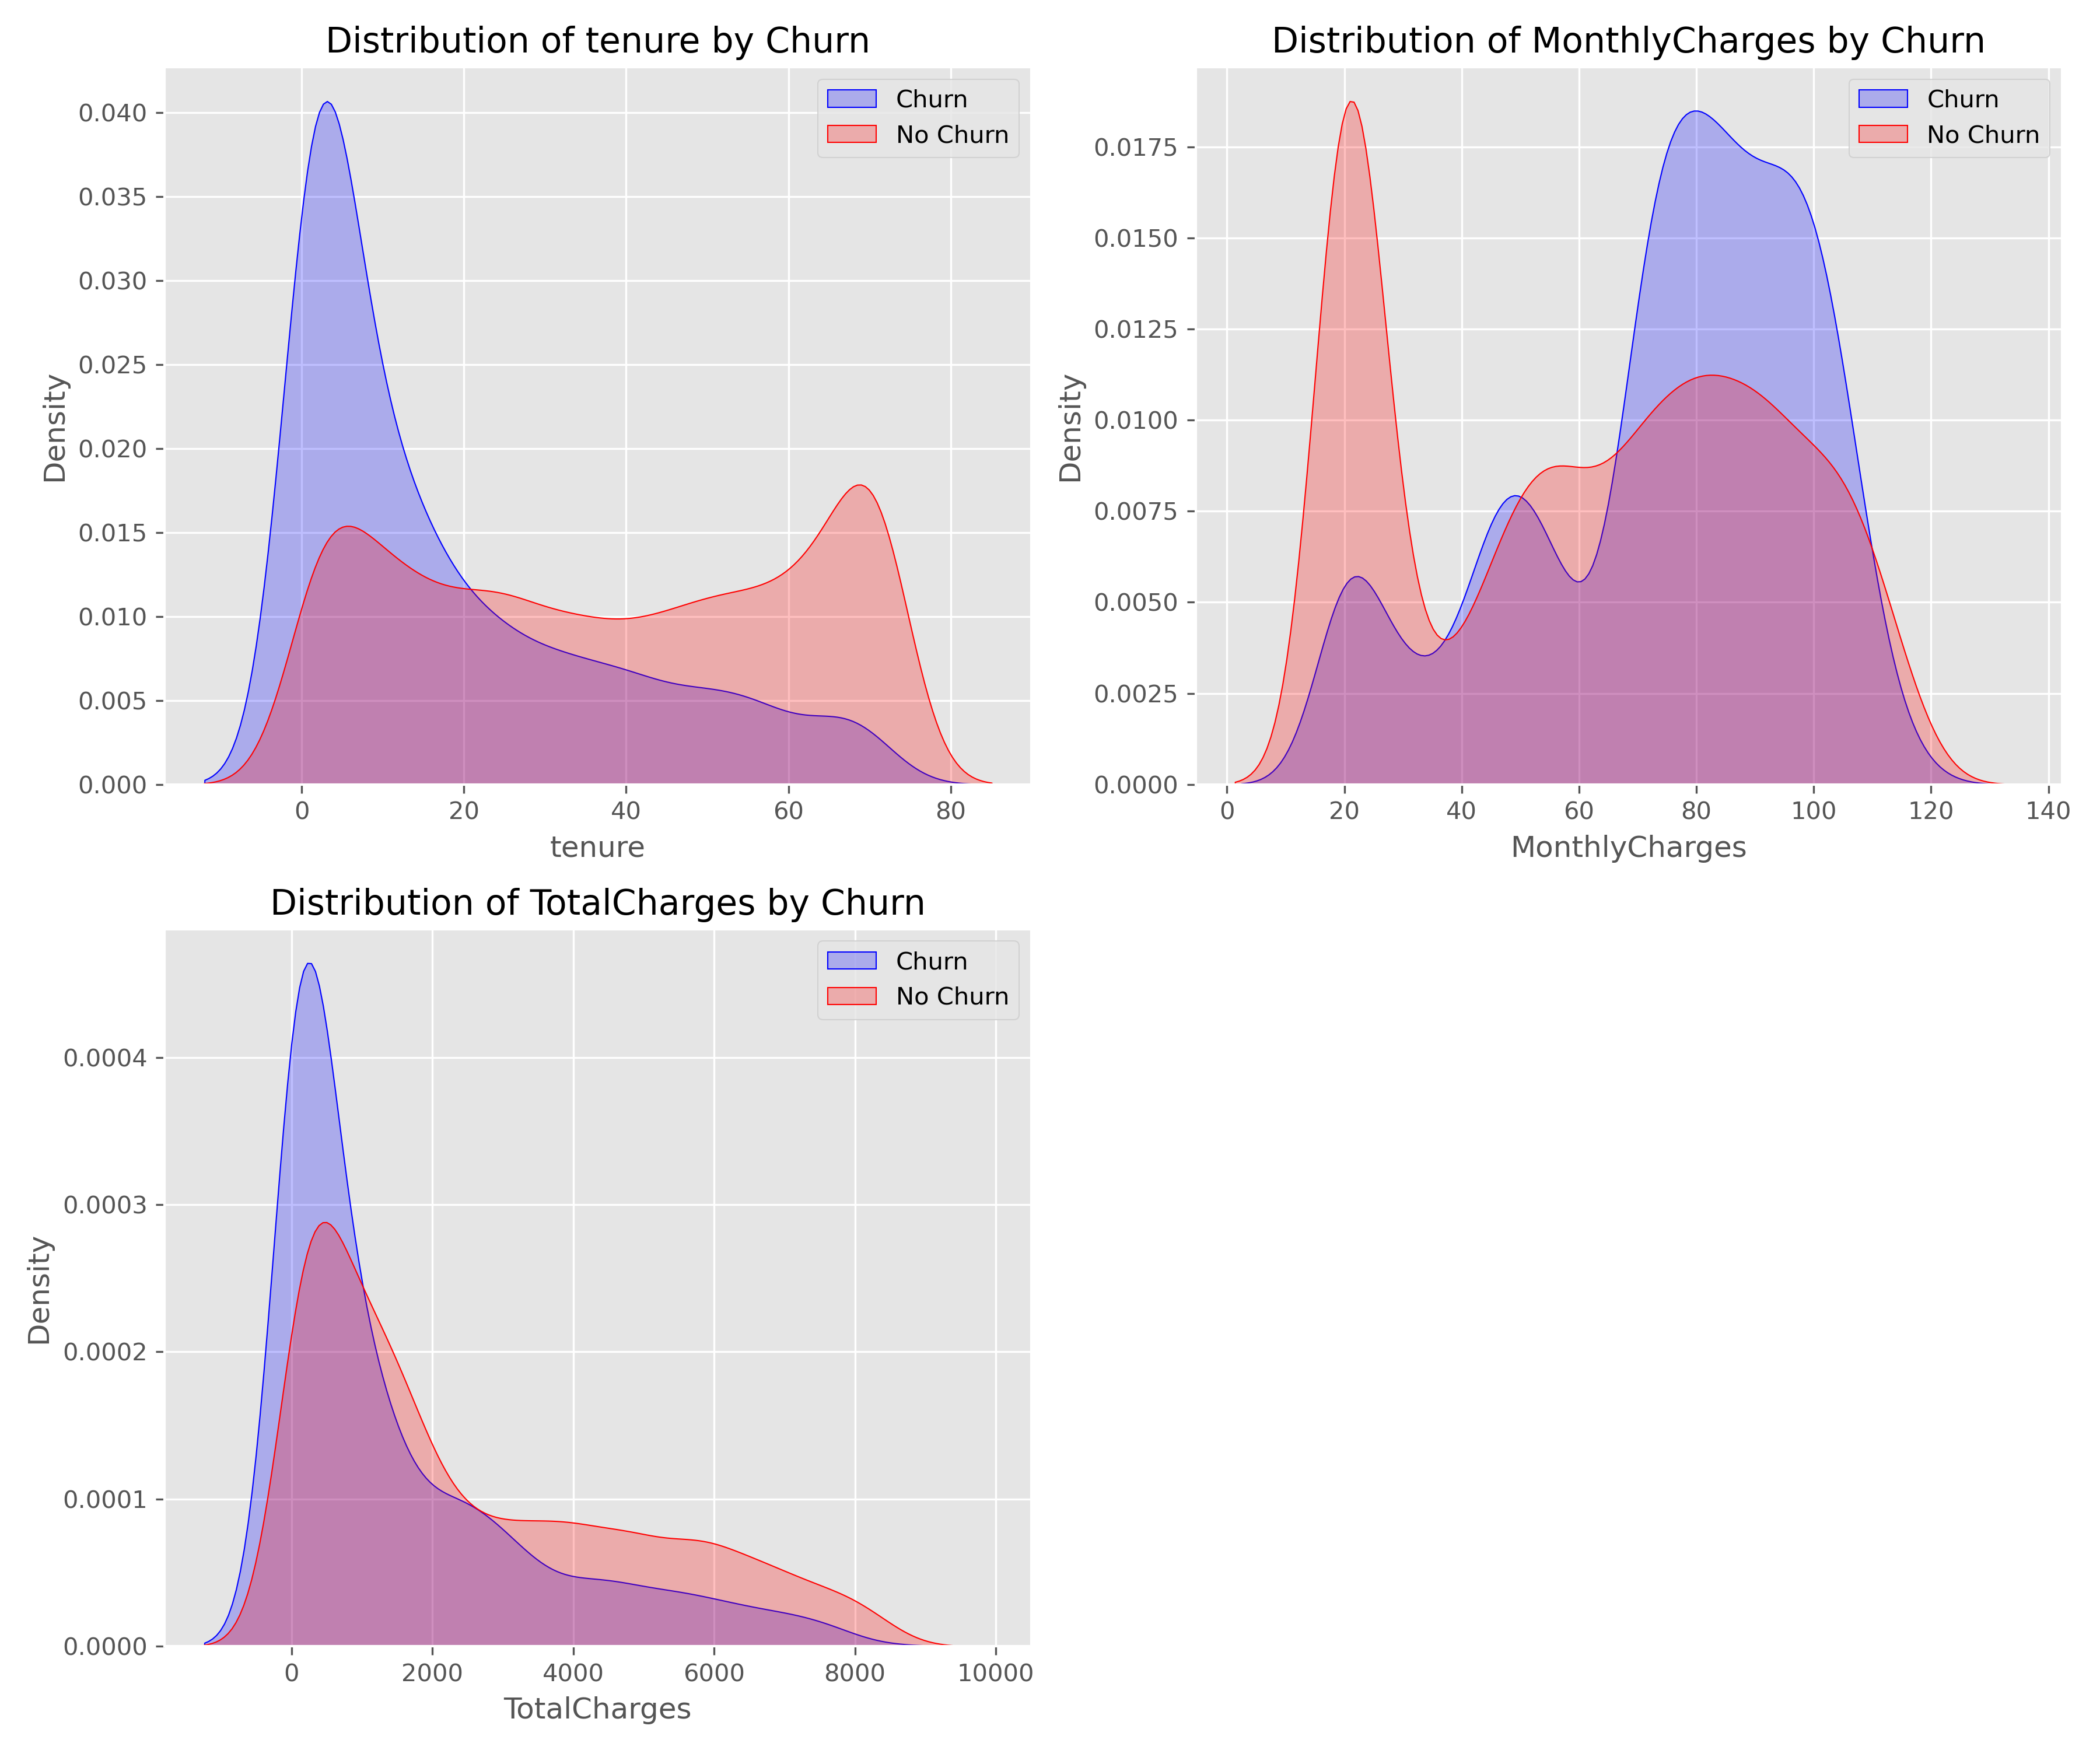 Distribution of tenure by Churn
Churn
No Churn
0.040
0.035
0.030
0.025
0.020
0.015
0.010
0.005
0.000
Density
0 20 40 60 80
tenure
Distribution of MonthlyCharges by Churn
Churn
No Churn
0.0175
0.0150
0.0125
0.0100
0.0075
0.0050
0.0025
0.0000
Density
0 20 40 60 80 100 120 140
MonthlyCharges
Distribution of TotalCharges by Churn
Churn
No Churn
0.0004
0.0003
0.0002
0.0001
0.0000
Density
0 2000 4000 6000 8000 10000
TotalCharges